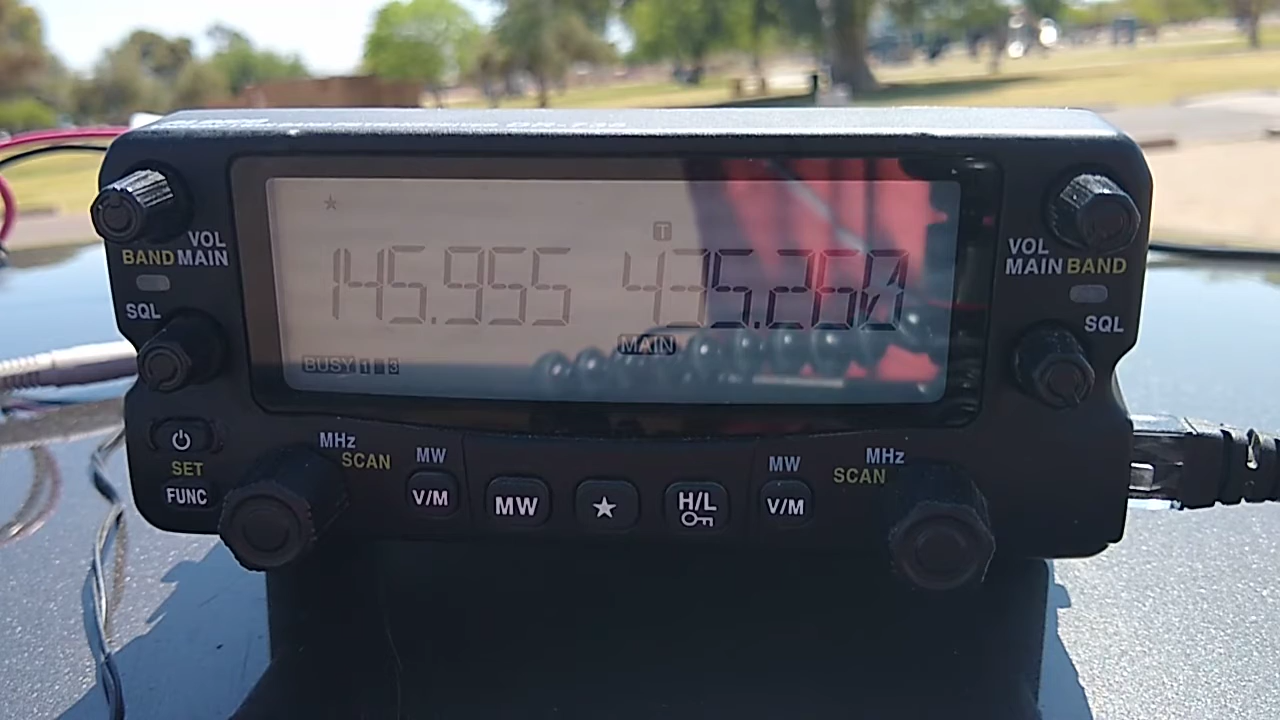 ★
T
145.955 435.260
MAIN
BUSY 1 3
VOL
BAND MAIN
SQL
VOL
MAIN BAND
SQL
SET
FUNC
MHz
SCAN
MW
V/M
MW
★
H/L
MW
V/M
MHz
SCAN